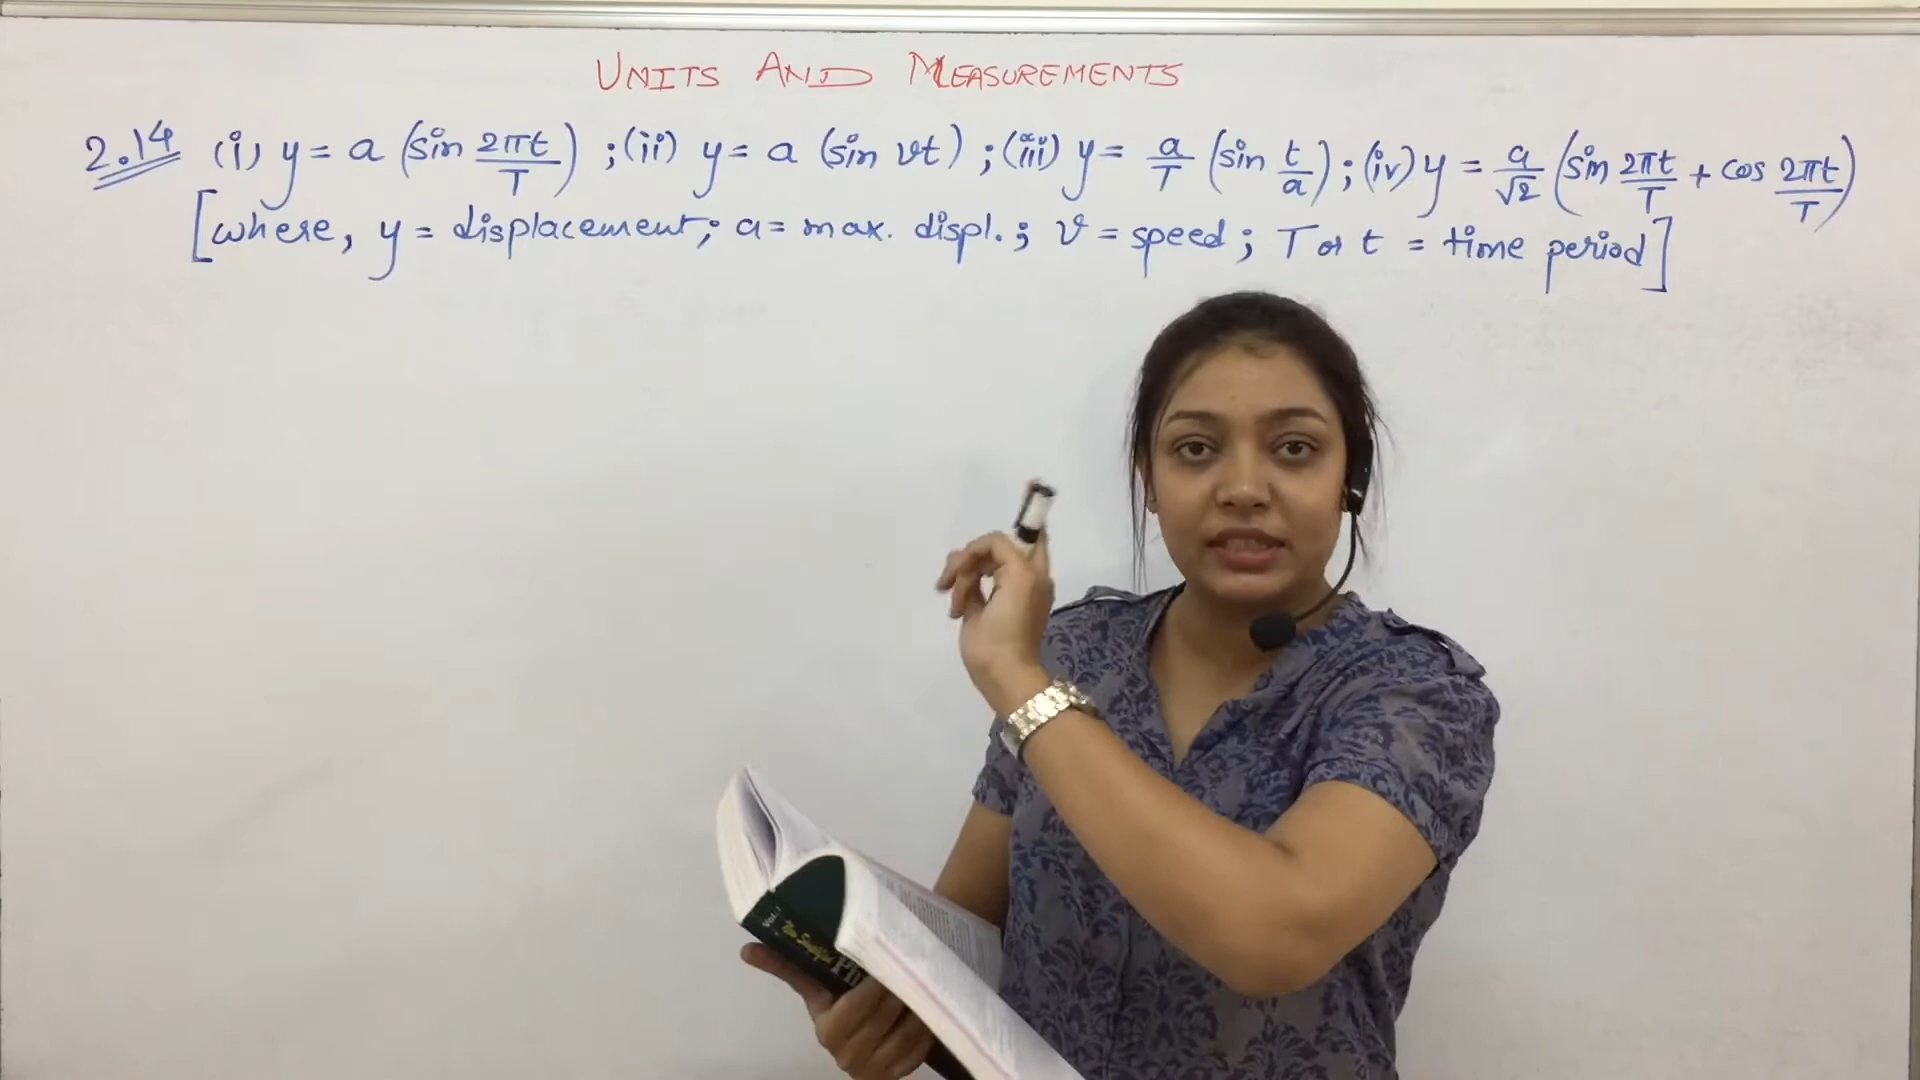 UNITS AND MEASUREMENTS
2.14 (i) y = a (sin 2πt/T) ; (ii) y = a (sin vt) ; (iii) y = a/T (sin t/a) ; (iv) y = a/√2 (sin 2πt/T + cos 2πt/T)
[where, y = displacement; a = max. displ. ; v = speed ; T or t = time period]
Vol. I